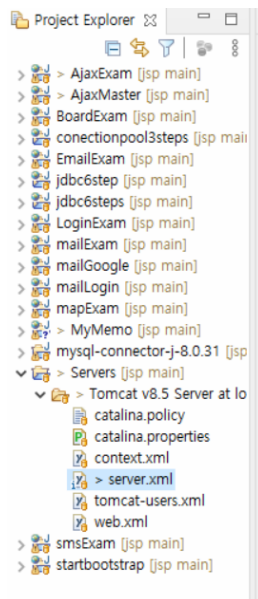 Project Explorer
> AjaxExam [jsp main]
> AjaxMaster [jsp main]
BoardExam [jsp main]
conectionpool3steps [jsp mai
EmailExam [jsp main]
jdbc6step [jsp main]
jdbc6steps [jsp main]
LoginExam [jsp main]
mailExam [jsp main]
mailGoogle [jsp main]
mailLogin [jsp main]
mapExam [jsp main]
> MyMemo [jsp main]
mysql-connector-j-8.0.31 [jsp
> Servers [jsp main]
> Tomcat v8.5 Server at lo
catalina.policy
catalina.properties
context.xml
> server.xml
tomcat-users.xml
web.xml
smsExam [jsp main]
startbootstrap [jsp main]